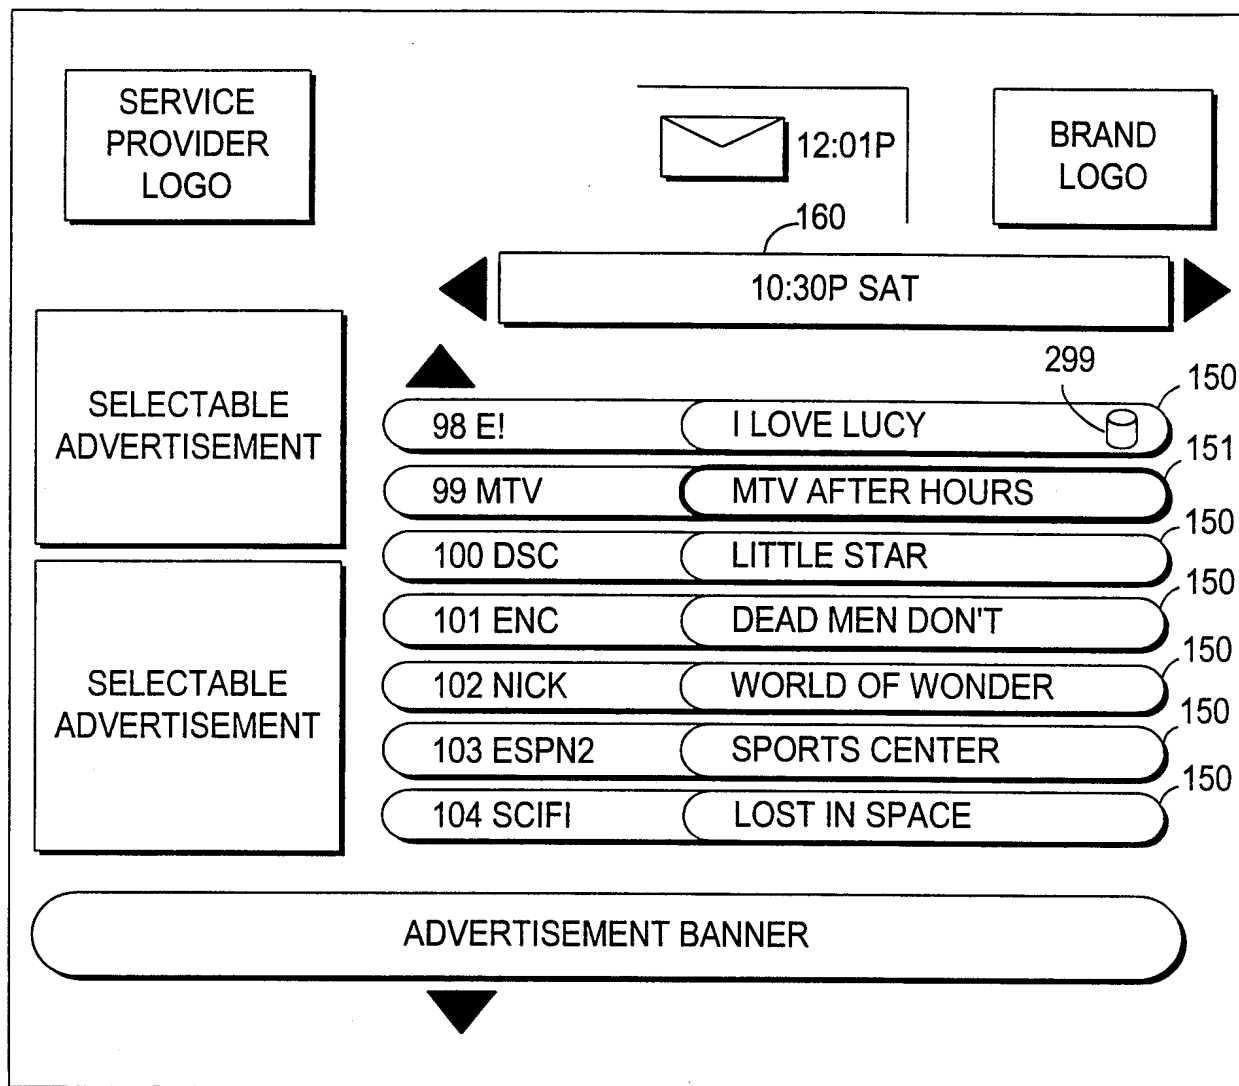 SERVICE
PROVIDER
LOGO
12:01P
BRAND
LOGO
160
10:30P SAT
299
150
SELECTABLE
ADVERTISEMENT
98 E! I LOVE LUCY
151
99 MTV MTV AFTER HOURS
150
100 DSC LITTLE STAR
150
101 ENC DEAD MEN DON'T
150
SELECTABLE
ADVERTISEMENT
102 NICK WORLD OF WONDER
150
103 ESPN2 SPORTS CENTER
150
104 SCIFI LOST IN SPACE
ADVERTISEMENT BANNER